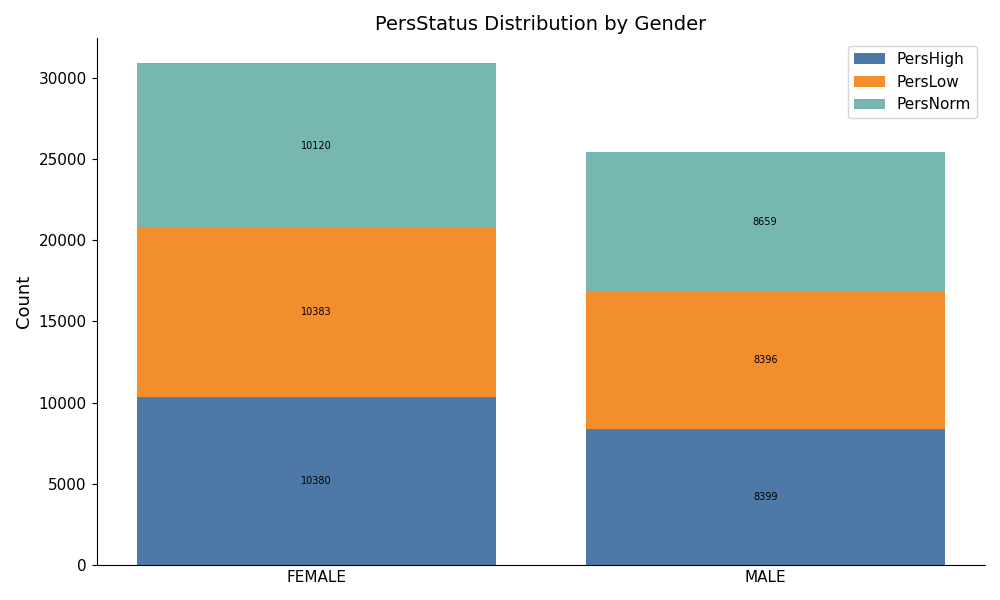 PersStatus Distribution by Gender
PersHigh
PersLow
PersNorm
Count
30000
25000
20000
15000
10000
5000
0
10120
10383
10380
8659
8396
8399
FEMALE
MALE